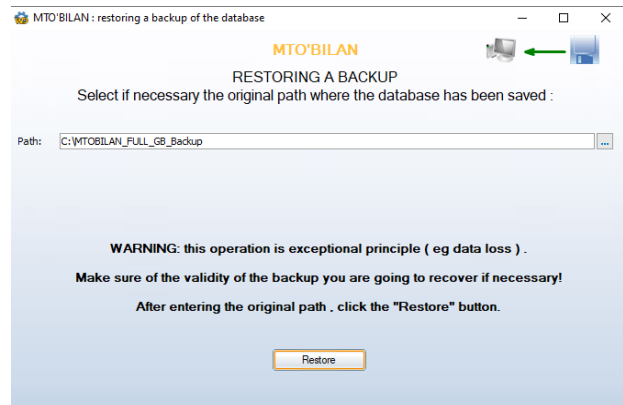 MTO'BILAN : restoring a backup of the database
MTO'BILAN
RESTORING A BACKUP
Select if necessary the original path where the database has been saved :
Path: C:\MTOBILAN_FULL_GB_Backup ...
WARNING: this operation is exceptional principle ( eg data loss ) .
Make sure of the validity of the backup you are going to recover if necessary!
After entering the original path , click the "Restore" button.
Restore